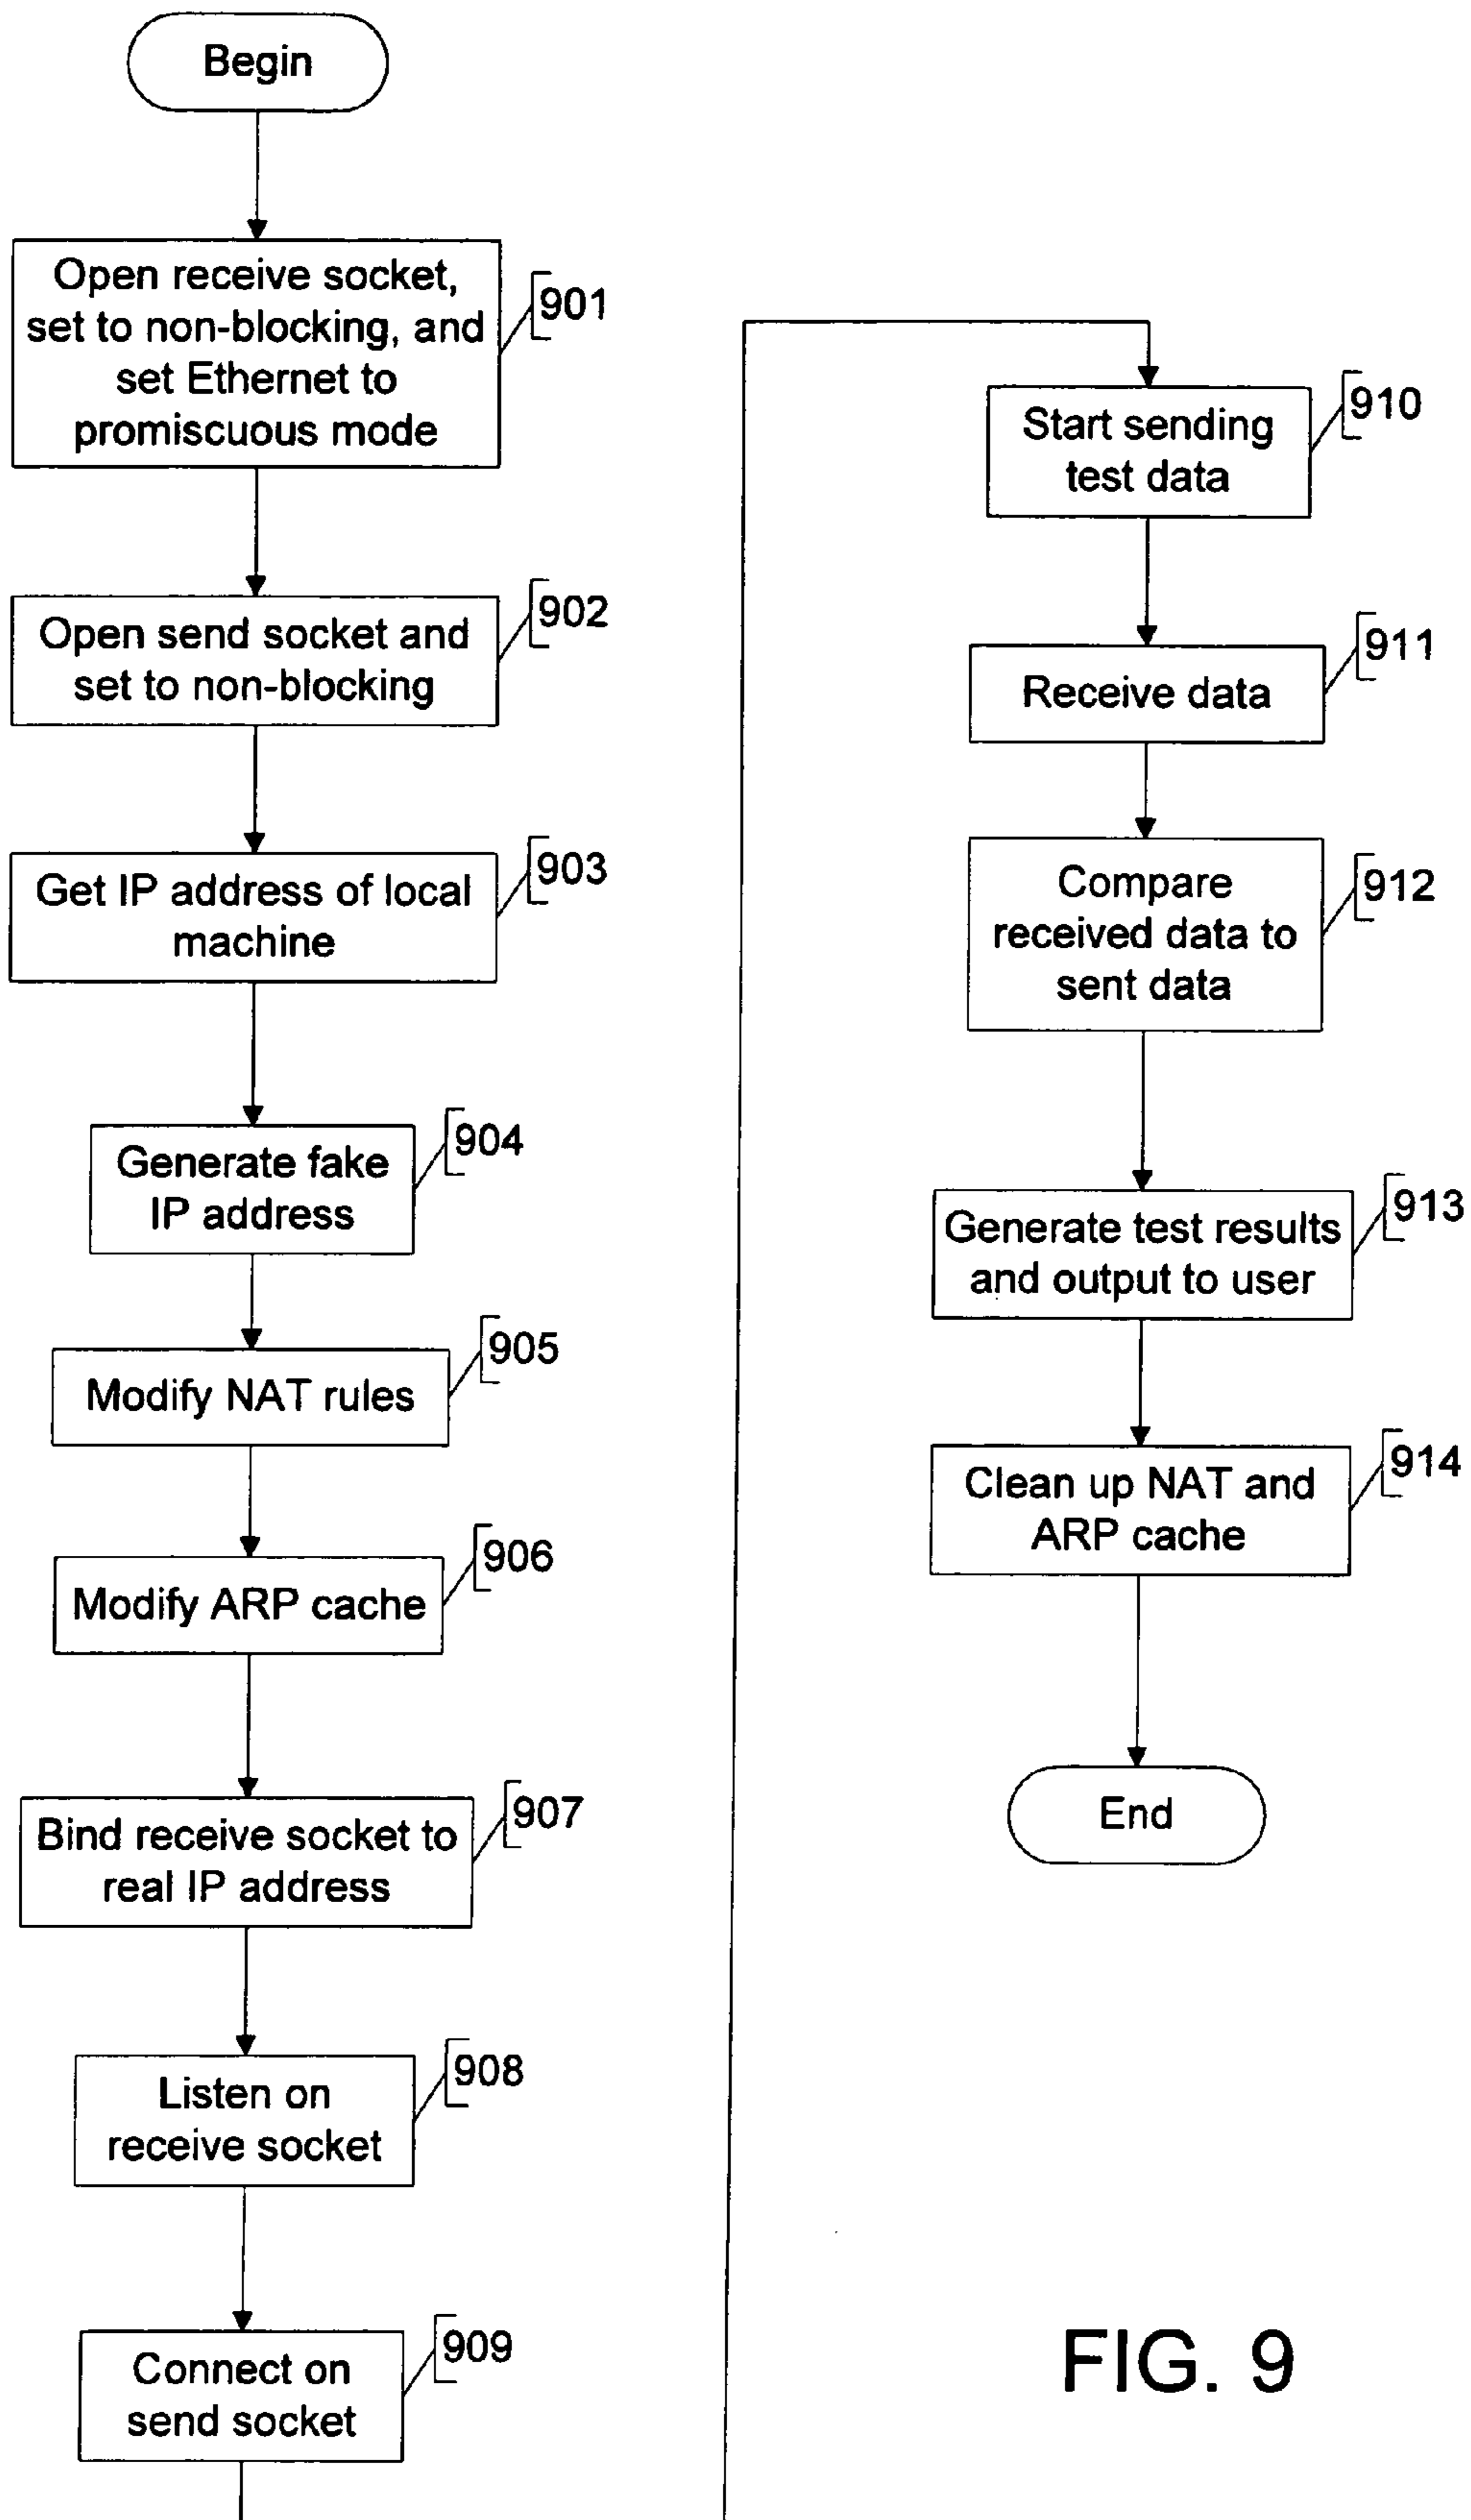 Begin
Open receive socket,
set to non-blocking, and
set Ethernet to
promiscuous mode
901
Open send socket and
set to non-blocking
902
Get IP address of local
machine
903
Generate fake
IP address
904
Modify NAT rules
905
Modify ARP cache
906
Bind receive socket to
real IP address
907
Listen on
receive socket
908
Connect on
send socket
909
Start sending
test data
910
Receive data
911
Compare
received data to
sent data
912
Generate test results
and output to user
913
Clean up NAT and
ARP cache
914
End
FIG. 9